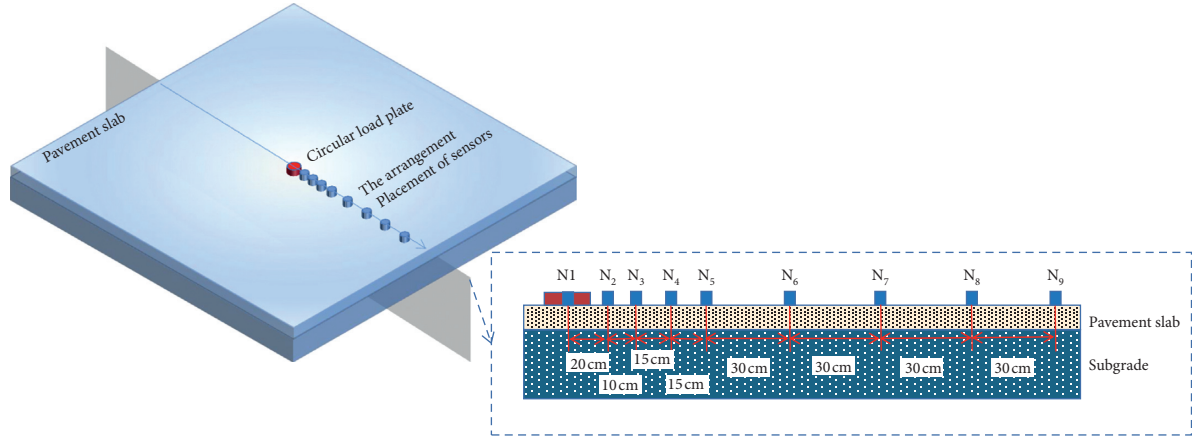 Pavement slab
Circular load plate
The arrangement
Placement of sensors
N1 N₂ N₃ N₄ N₅ N₆ N₇ N₈ N₉
Pavement slab
Subgrade
20 cm 15 cm 30 cm 30 cm 30 cm 30 cm
10 cm 15 cm